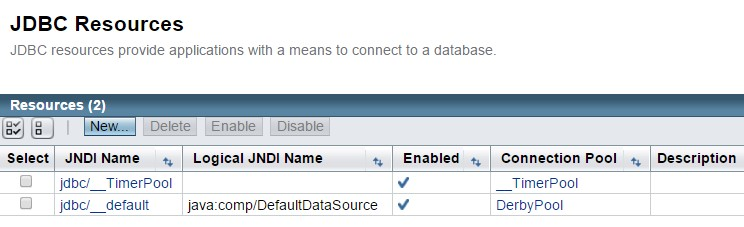 JDBC Resources
JDBC resources provide applications with a means to connect to a database.
Resources (2)
New... Delete Enable Disable
Select JNDI Name Logical JNDI Name Enabled Connection Pool Description
jdbc/__TimerPool __TimerPool
jdbc/__default java:comp/DefaultDataSource DerbyPool